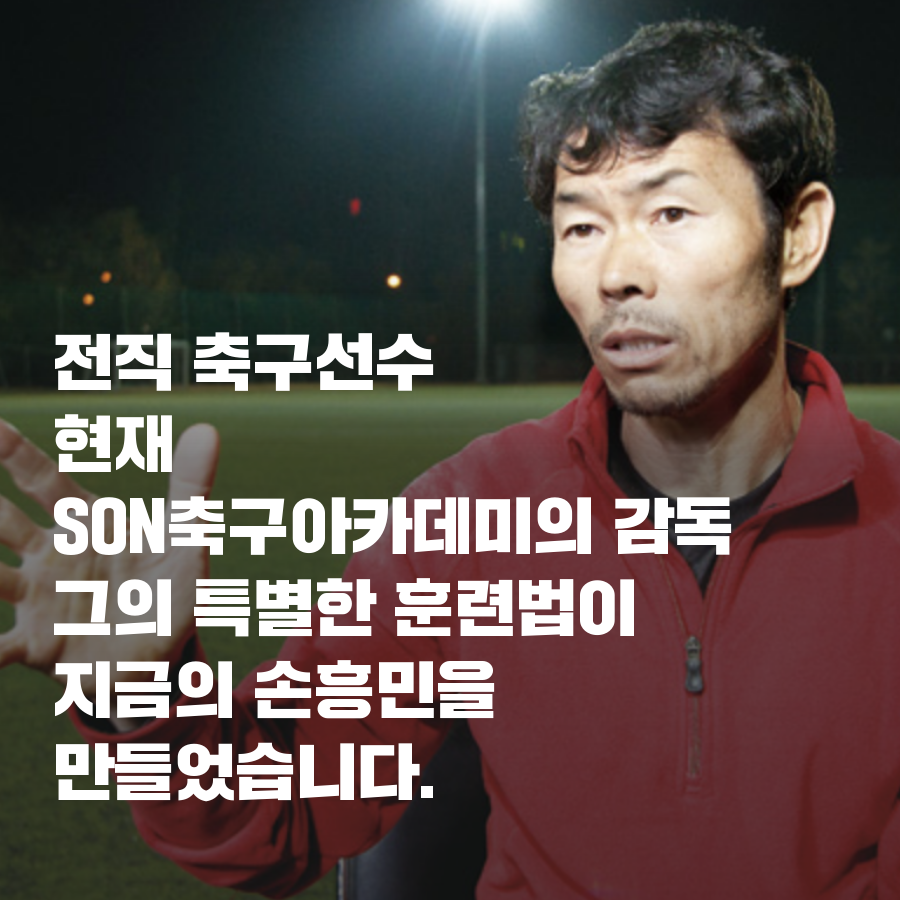 전직 축구선수
현재
SON축구아카데미의 감독
그의 특별한 훈련법이
지금의 손흥민을
만들었습니다.